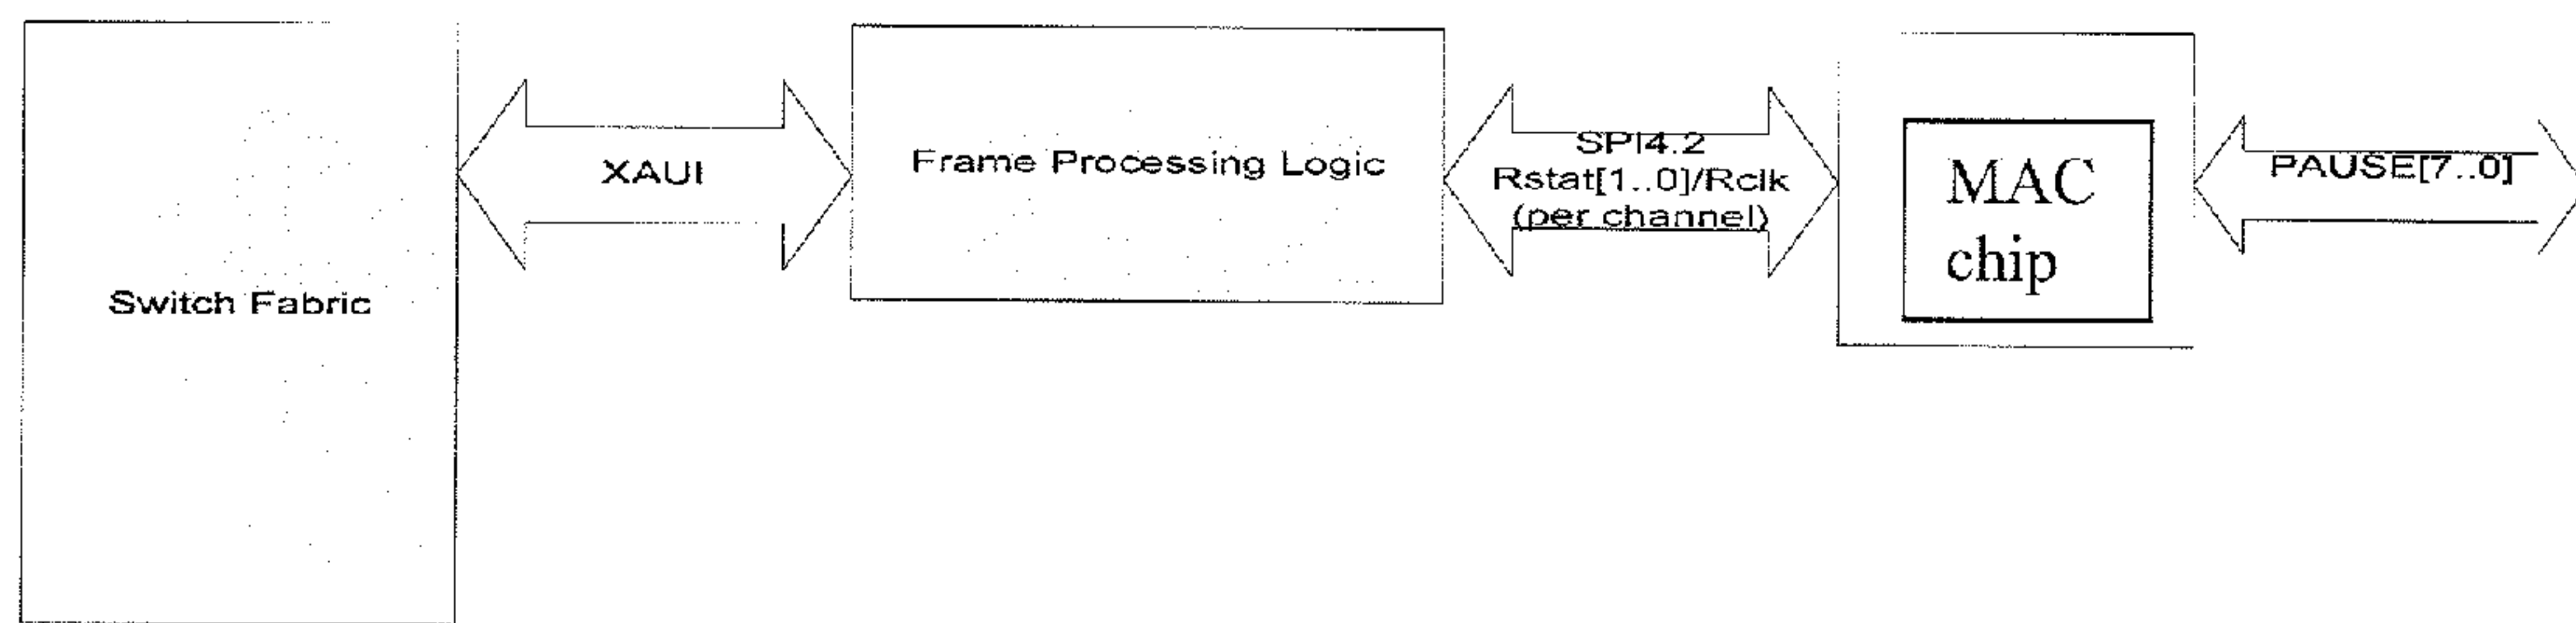 Switch Fabric
XAUI
Frame Processing Logic
SPI4.2
Rstat[1..0]/Rclk
(per channel)
MAC
chip
PAUSE[7..0]